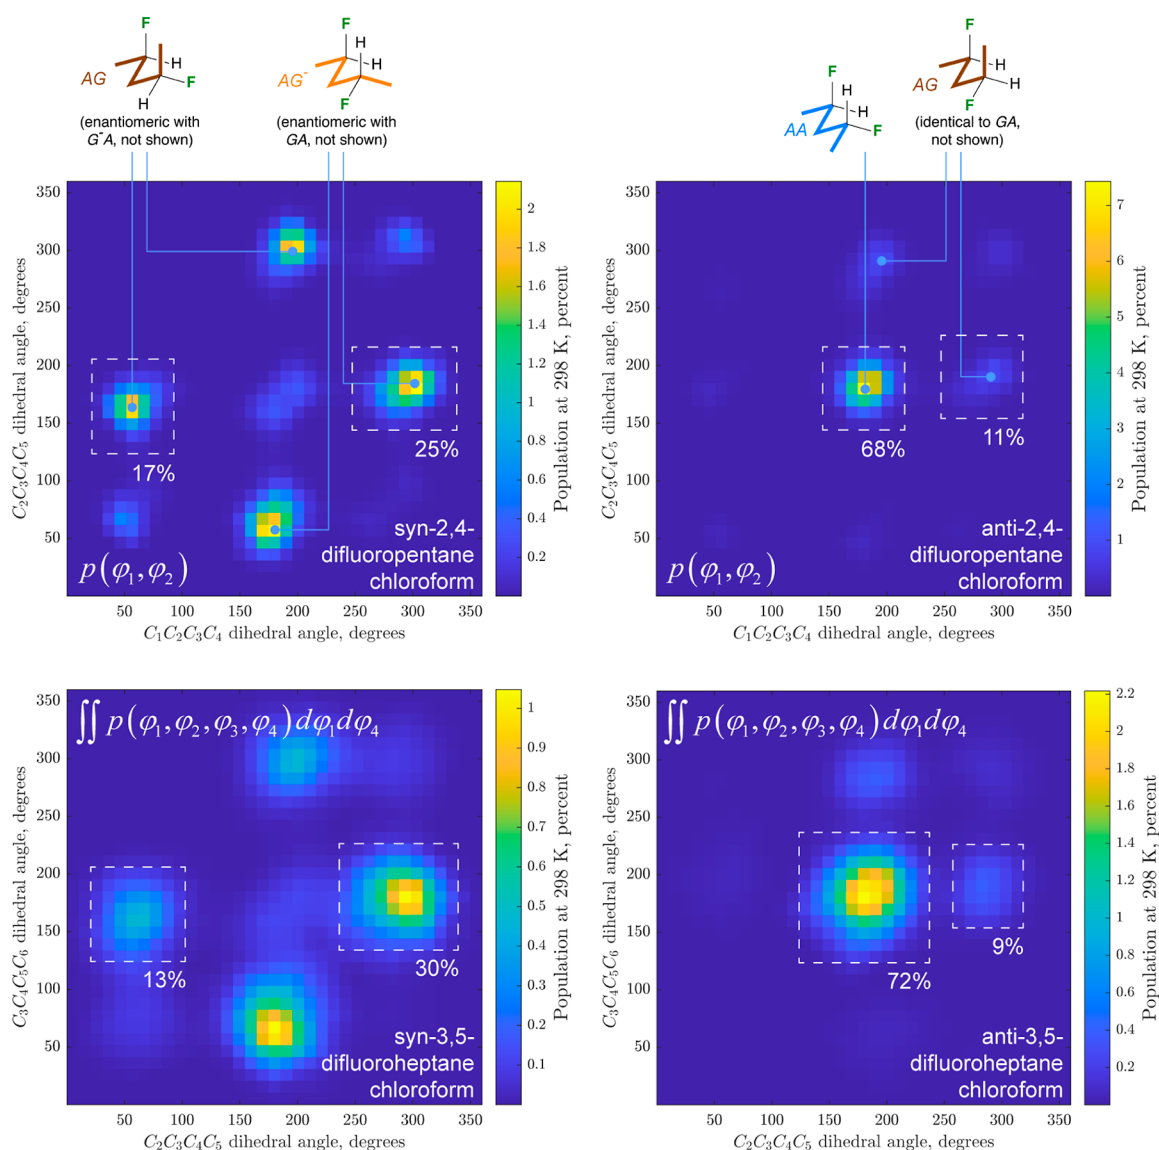 F
AG
H
F
H
(enantiomeric with
G⁻A, not shown)
F
H
AG⁻
H
F
(enantiomeric with
GA, not shown)
F
H
H
AA
F
F
AG
H
H
F
(identical to GA,
not shown)
350
300
250
200
150
100
50
C₂C₃C₄C₅ dihedral angle, degrees
17%
25%
syn-2,4-
difluoropentane
chloroform
p(φ₁,φ₂)
50 100 150 200 250 300 350
C₁C₂C₃C₄ dihedral angle, degrees
2
1.8
1.6
1.4
1.2
1
0.8
0.6
0.4
0.2
Population at 298 K, percent
350
300
250
200
150
100
50
C₂C₃C₄C₅ dihedral angle, degrees
68%
11%
anti-2,4-
difluoropentane
chloroform
p(φ₁,φ₂)
50 100 150 200 250 300 350
C₁C₂C₃C₄ dihedral angle, degrees
7
6
5
4
3
2
1
Population at 298 K, percent
350
300
250
200
150
100
50
C₃C₄C₅C₆ dihedral angle, degrees
∬ p(φ₁,φ₂,φ₃,φ₄)dφ₁dφ₄
13%
30%
syn-3,5-
difluoroheptane
chloroform
50 100 150 200 250 300 350
C₂C₃C₄C₅ dihedral angle, degrees
1
0.9
0.8
0.7
0.6
0.5
0.4
0.3
0.2
0.1
Population at 298 K, percent
350
300
250
200
150
100
50
C₃C₄C₅C₆ dihedral angle, degrees
∬ p(φ₁,φ₂,φ₃,φ₄)dφ₁dφ₄
72%
9%
anti-3,5-
difluoroheptane
chloroform
50 100 150 200 250 300 350
C₂C₃C₄C₅ dihedral angle, degrees
2.2
2
1.8
1.6
1.4
1.2
1
0.8
0.6
0.4
0.2
Population at 298 K, percent